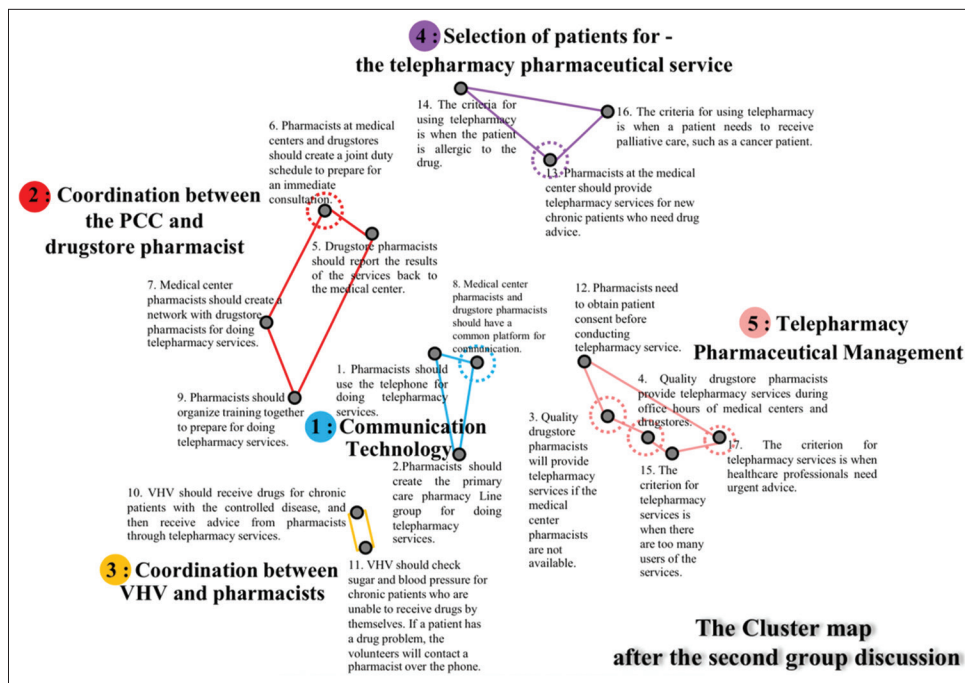 4 : Selection of patients for -
the telepharmacy pharmaceutical service
14. The criteria for
using telepharmacy
is when the patient
is allergic to the
drug.
16. The criteria for using telepharmacy
is when a patient needs to receive
palliative care, such as a cancer patient.
13. Pharmacists at the medical
center should provide
telepharmacy services for new
chronic patients who need drug
advice.
6. Pharmacists at medical
centers and drugstores
should create a joint duty
schedule to prepare for
an immediate
consultation.
2 : Coordination between
the PCC and
drugstore pharmacist
5. Drugstore pharmacists
should report the results
of the services back to
the medical center.
7. Medical center
pharmacists should create a
network with drugstore
pharmacists for doing
telepharmacy services.
9. Pharmacists should
organize training together
to prepare for doing
telepharmacy services.
8. Medical center
pharmacists and
drugstore pharmacists
should have a
common platform for
communication.
1. Pharmacists should
use the telephone for
doing telepharmacy
services.
1 : Communication
Technology
2.Pharmacists should
create the primary
care pharmacy Line
group for doing
telepharmacy
services.
12. Pharmacists need
to obtain patient
consent before
conducting
telepharmacy service.
5 : Telepharmacy
Pharmaceutical Management
4. Quality drugstore pharmacists
provide telepharmacy services during
office hours of medical centers and
drugstores.
3. Quality
drugstore
pharmacists
will provide
telepharmacy
services if the
medical
center
pharmacists
are not
available.
17. The criterion for
telepharmacy services is when
healthcare professionals need
urgent advice.
15. The
criterion for
telepharmacy
services is
when there
are too many
users of the
services.
10. VHV should receive drugs for chronic
patients with the controlled disease, and
then receive advice from pharmacists
through telepharmacy services.
3 : Coordination between
VHV and pharmacists
11. VHV should check
sugar and blood pressure for
chronic patients who are
unable to receive drugs by
themselves. If a patient has
a drug problem, the
volunteers will contact a
pharmacist over the phone.
The Cluster map
after the second group discussion